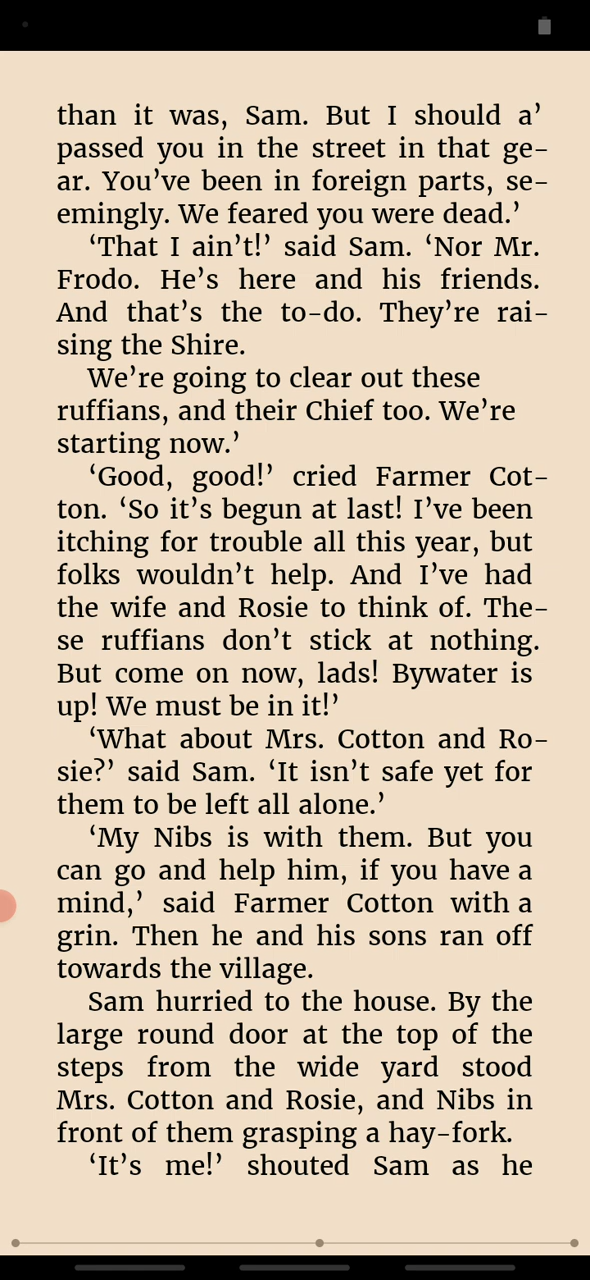 than it was, Sam. But I should a’
passed you in the street in that ge-
ar. You’ve been in foreign parts, se-
emingly. We feared you were dead.’
‘That I ain’t!’ said Sam. ‘Nor Mr.
Frodo. He’s here and his friends.
And that’s the to-do. They’re rai-
sing the Shire.
We’re going to clear out these
ruffians, and their Chief too. We’re
starting now.’
‘Good, good!’ cried Farmer Cot-
ton. ‘So it’s begun at last! I’ve been
itching for trouble all this year, but
folks wouldn’t help. And I’ve had
the wife and Rosie to think of. The-
se ruffians don’t stick at nothing.
But come on now, lads! Bywater is
up! We must be in it!’
‘What about Mrs. Cotton and Ro-
sie?’ said Sam. ‘It isn’t safe yet for
them to be left all alone.’
‘My Nibs is with them. But you
can go and help him, if you have a
mind,’ said Farmer Cotton with a
grin. Then he and his sons ran off
towards the village.
Sam hurried to the house. By the
large round door at the top of the
steps from the wide yard stood
Mrs. Cotton and Rosie, and Nibs in
front of them grasping a hay-fork.
‘It’s me!’ shouted Sam as he